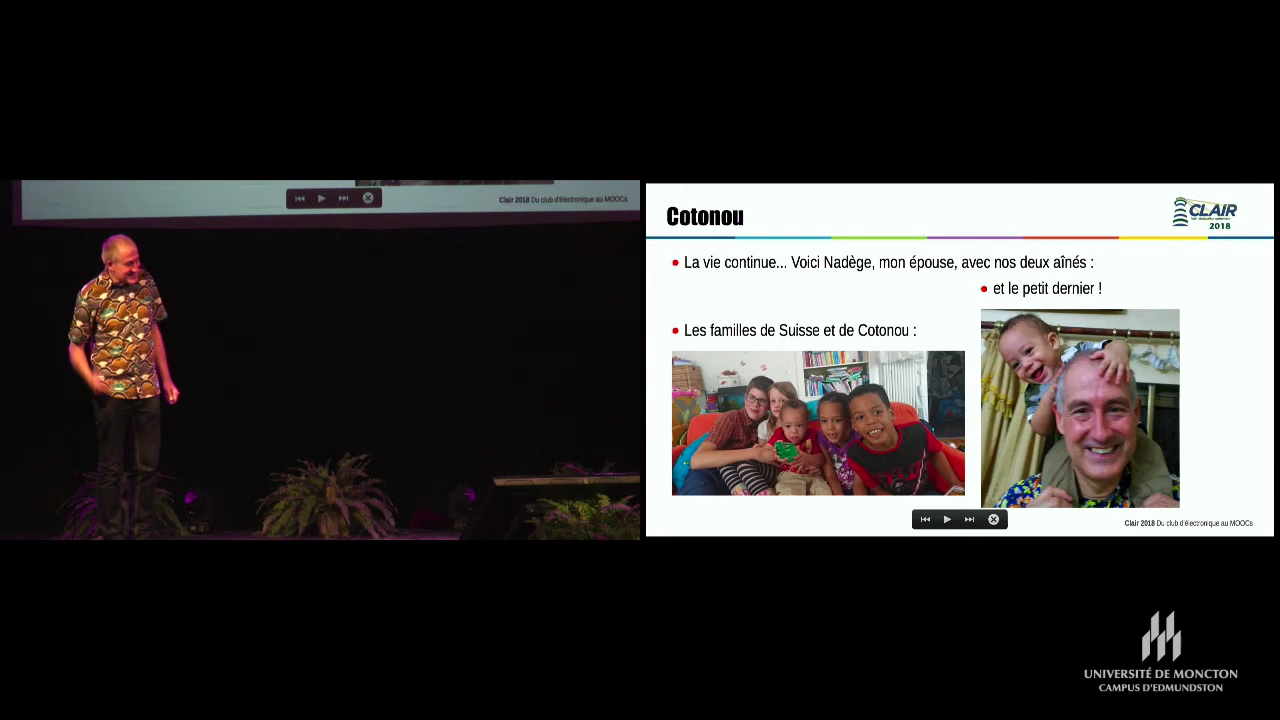 Clair 2018 Du club d'électronique au MOOCs
Cotonou
CLAIR
2018
La vie continue... Voici Nadège, mon épouse, avec nos deux aînés :
et le petit dernier !
Les familles de Suisse et de Cotonou :
Clair 2018 Du club d'électronique au MOOCs
UNIVERSITÉ DE MONCTON
CAMPUS D'EDMUNDSTON